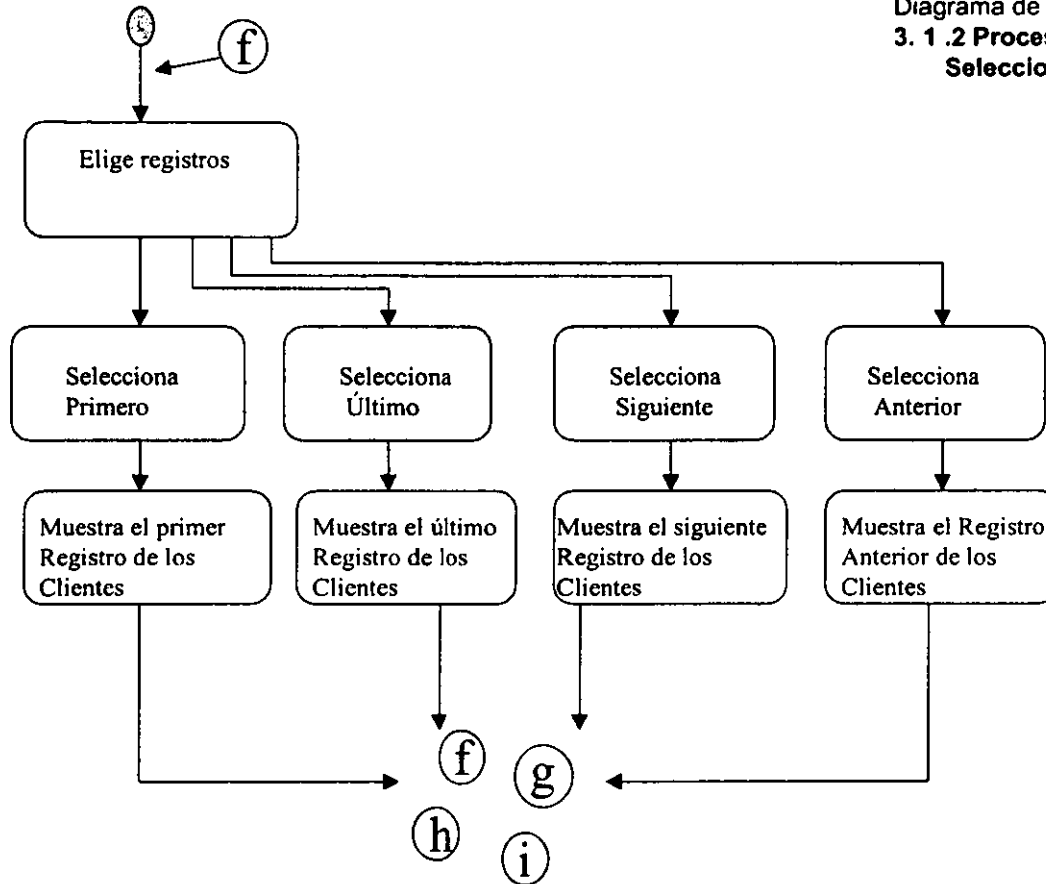 Diagrama de
3. 1 .2 Proces
Seleccio
f
Elige registros
Selecciona
Primero
Selecciona
Último
Selecciona
Siguiente
Selecciona
Anterior
Muestra el primer
Registro de los
Clientes
Muestra el último
Registro de los
Clientes
Muestra el siguiente
Registro de los
Clientes
Muestra el Registro
Anterior de los
Clientes
f
g
h
i